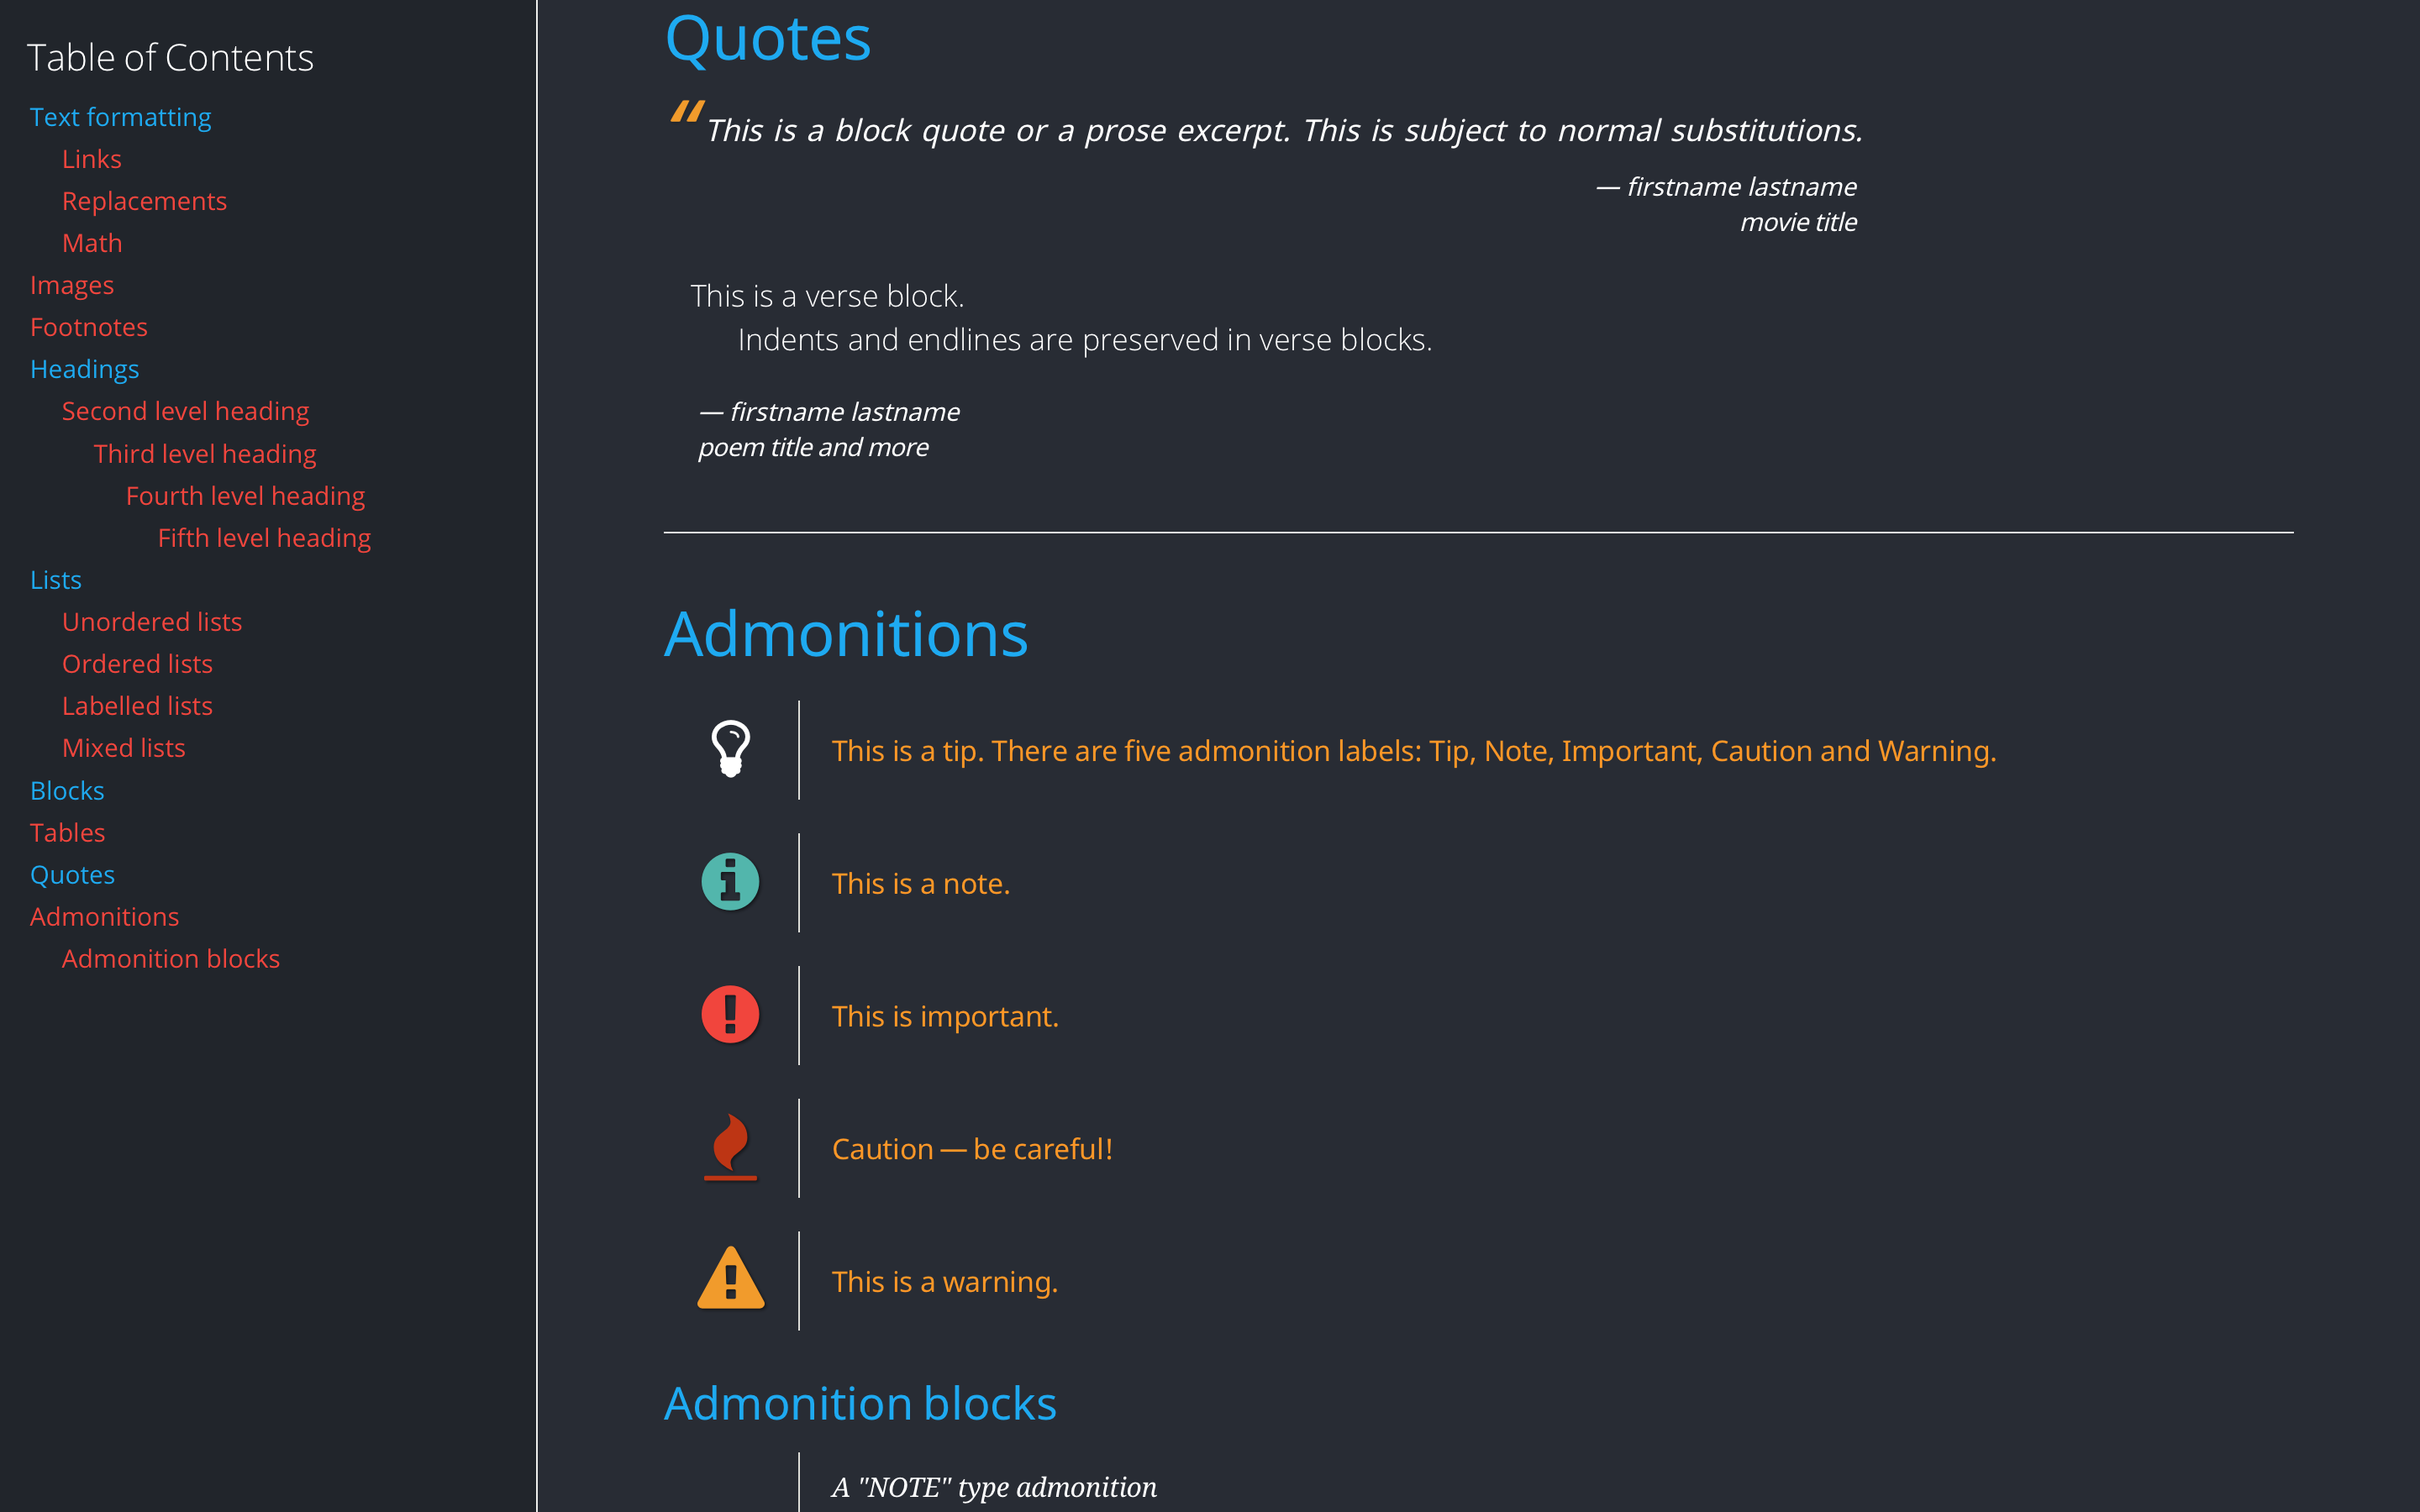 Table of Contents
Text formatting
Links
Replacements
Math
Images
Footnotes
Headings
Second level heading
Third level heading
Fourth level heading
Fifth level heading
Lists
Unordered lists
Ordered lists
Labelled lists
Mixed lists
Blocks
Tables
Quotes
Admonitions
Admonition blocks
Quotes
“This is a block quote or a prose excerpt. This is subject to normal substitutions.
— firstname lastname
movie title
This is a verse block.
Indents and endlines are preserved in verse blocks.
— firstname lastname
poem title and more
Admonitions
This is a tip. There are five admonition labels: Tip, Note, Important, Caution and Warning.
This is a note.
This is important.
Caution — be careful!
This is a warning.
Admonition blocks
A "NOTE" type admonition